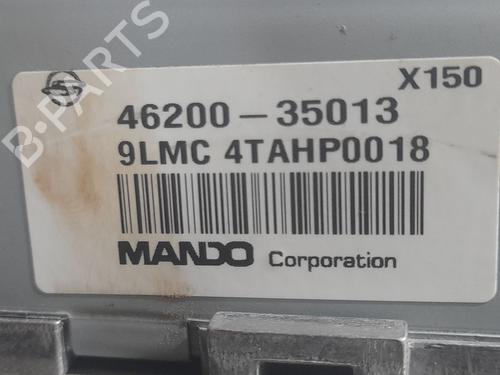 B-PARTS
X150
46200-35013
9LMC 4TAHP0018
MANDO Corporation